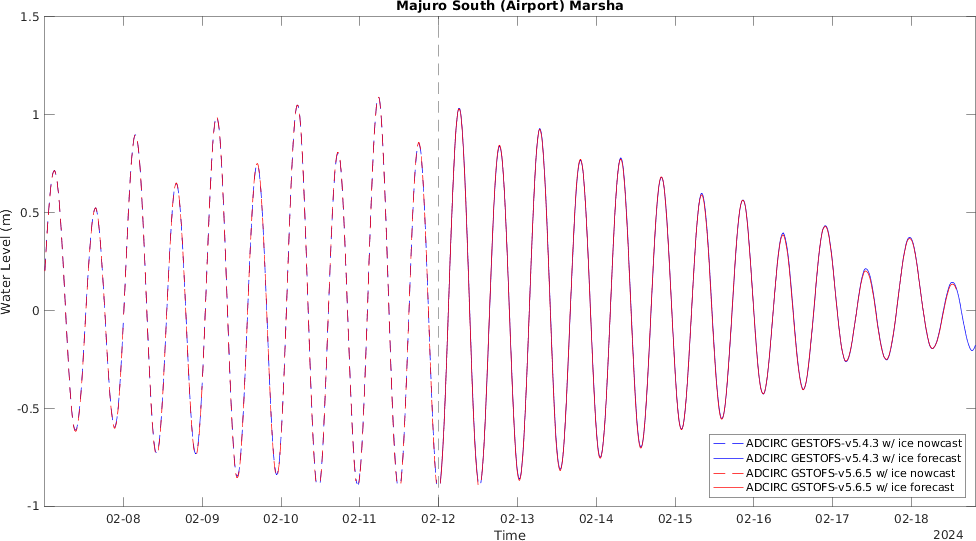 Majuro South (Airport) Marsha
Water Level (m)
1.5
1
0.5
0
-0.5
-1
ADCIRC GESTOFS-v5.4.3 w/ ice nowcast
ADCIRC GESTOFS-v5.4.3 w/ ice forecast
ADCIRC GSTOFS-v5.6.5 w/ ice nowcast
ADCIRC GSTOFS-v5.6.5 w/ ice forecast
02-08 02-09 02-10 02-11 02-12 02-13 02-14 02-15 02-16 02-17 02-18
Time
2024